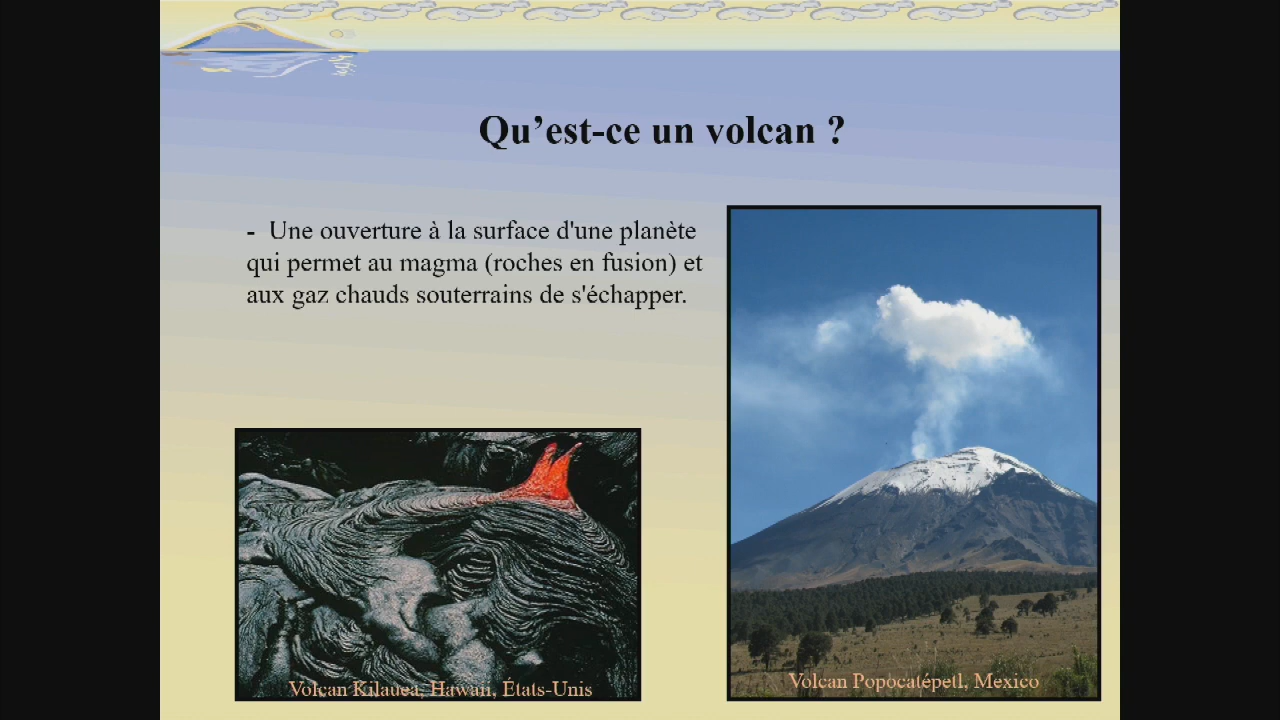 Qu’est-ce un volcan ?
- Une ouverture à la surface d'une planète
qui permet au magma (roches en fusion) et
aux gaz chauds souterrains de s'échapper.
Volcan Kilauea, Hawaii, États-Unis
Volcan Popocatépetl, Mexico